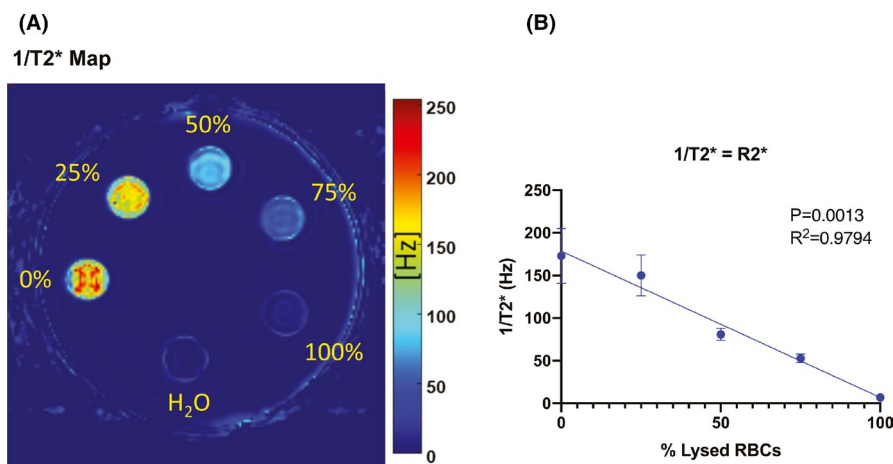 (A)
1/T2* Map
0%
25%
50%
75%
100%
H₂O
250
200
150
100
50
0
[Hz]
(B)
1/T2* = R2*
P=0.0013
R²=0.9794
250
200
150
100
50
0
1/T2* (Hz)
0 50 100
% Lysed RBCs